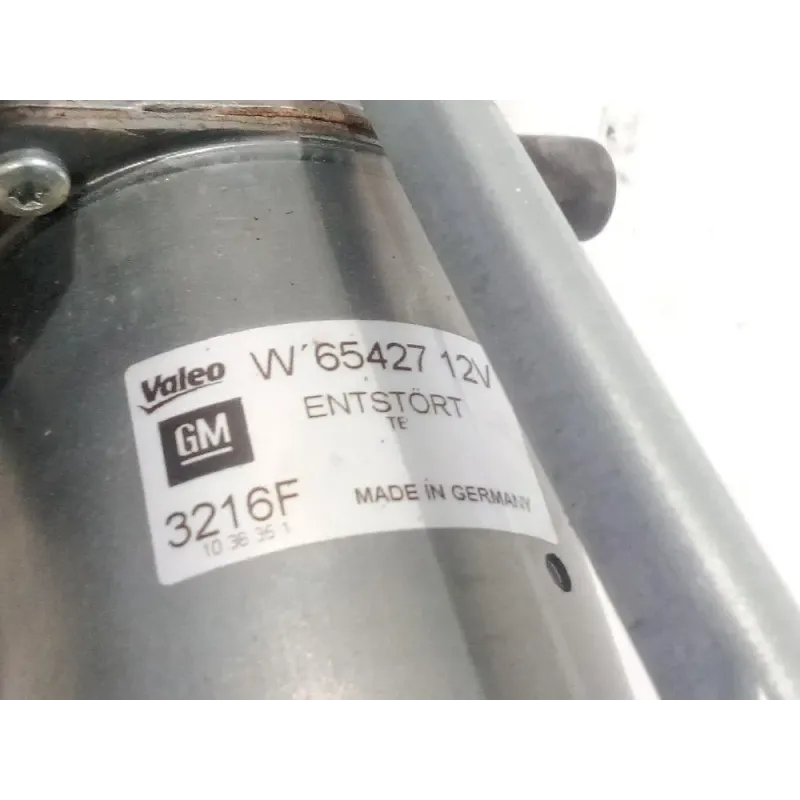 Valeo W 65427 12V
GM
ENTSTÖRT
TE
3216F
10 36 35 1
MADE IN GERMANY